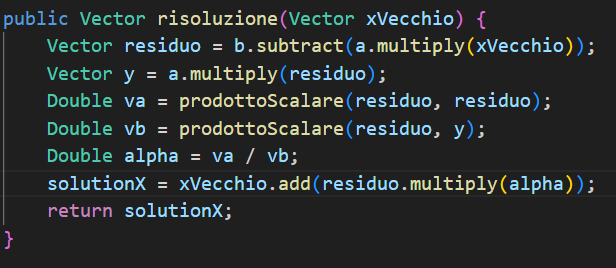 public Vector risoluzione(Vector xVecchio) {
    Vector residuo = b.subtract(a.multiply(xVecchio));
    Vector y = a.multiply(residuo);
    Double va = prodottoScalare(residuo, residuo);
    Double vb = prodottoScalare(residuo, y);
    Double alpha = va / vb;
    solutionX = xVecchio.add(residuo.multiply(alpha));
    return solutionX;
}